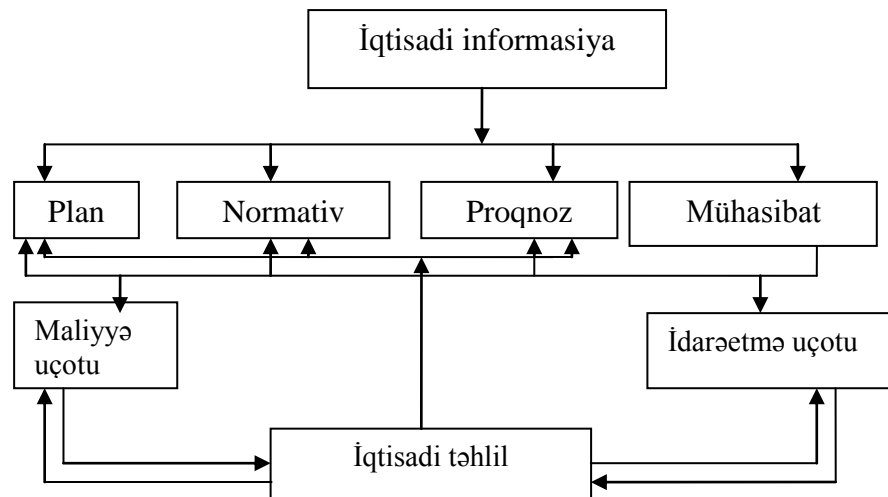 İqtisadi informasiya
Plan
Normativ
Proqnoz
Mühasibat
Maliyyə
uçotu
İdarəetmə uçotu
İqtisadi təhlil